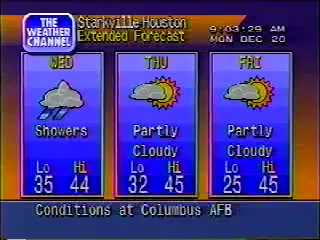 THE
WEATHER
CHANNEL
Starkville Houston
Extended Forecast
9:03:29 AM
MON DEC 20
WED
Showers
Lo Hi
35 44
THU
Partly
Cloudy
Lo Hi
32 45
FRI
Partly
Cloudy
Lo Hi
25 45
Conditions at Columbus AFB